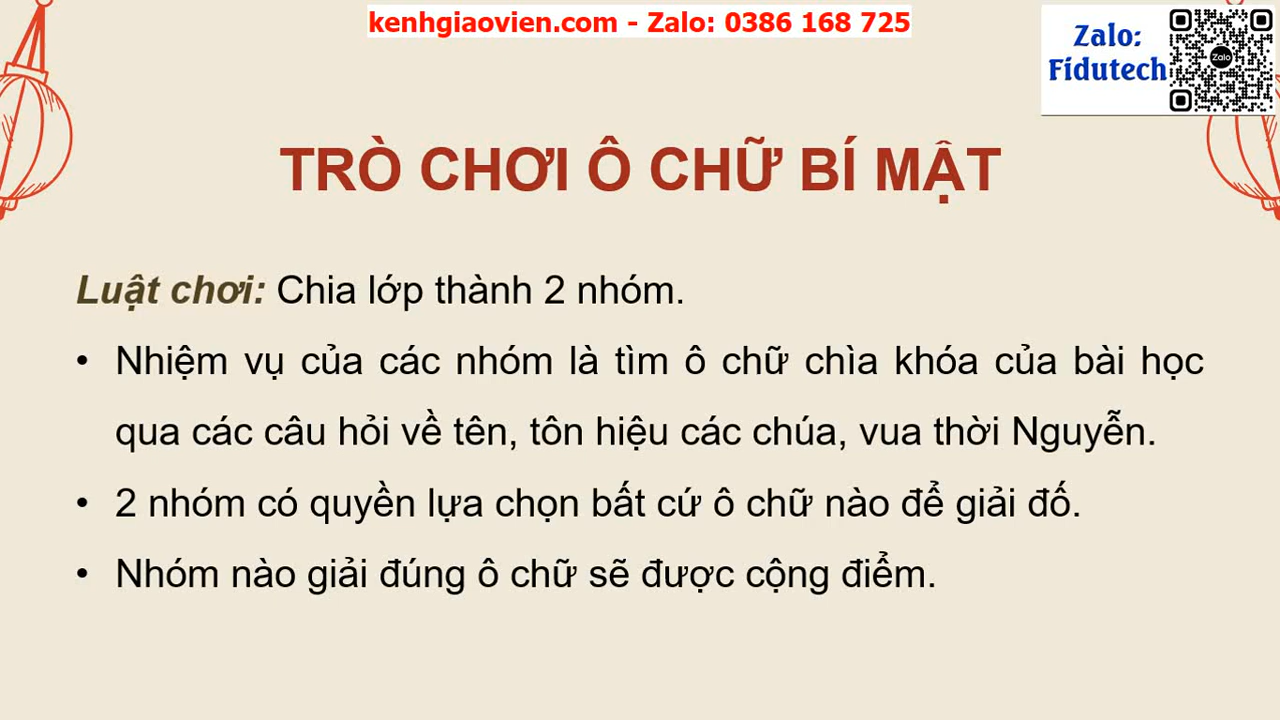 kenhgiaovien.com - Zalo: 0386 168 725
Zalo:
Fidutech
Zalo
TRÒ CHƠI Ô CHỮ BÍ MẬT
Luật chơi: Chia lớp thành 2 nhóm.
• Nhiệm vụ của các nhóm là tìm ô chữ chìa khóa của bài học
qua các câu hỏi về tên, tôn hiệu các chúa, vua thời Nguyễn.
• 2 nhóm có quyền lựa chọn bất cứ ô chữ nào để giải đố.
• Nhóm nào giải đúng ô chữ sẽ được cộng điểm.